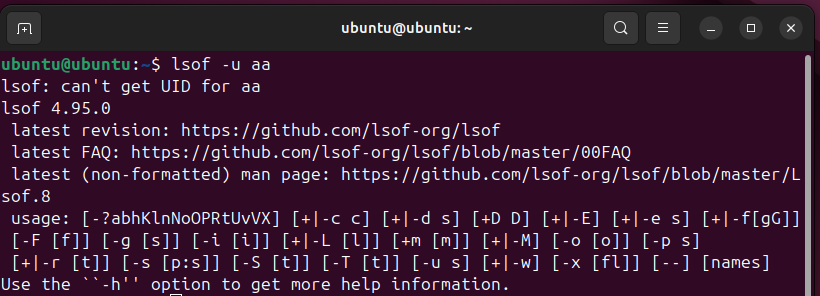 ubuntu@ubuntu: ~
ubuntu@ubuntu:~$ lsof -u aa
lsof: can't get UID for aa
lsof 4.95.0
 latest revision: https://github.com/lsof-org/lsof
 latest FAQ: https://github.com/lsof-org/lsof/blob/master/00FAQ
 latest (non-formatted) man page: https://github.com/lsof-org/lsof/blob/master/L
sof.8
 usage: [-?abhKlnNoOPRtUvVX] [+|-c c] [+|-d s] [+D D] [+|-E] [+|-e s] [+|-f[gG]]
 [-F [f]] [-g [s]] [-i [i]] [+|-L [l]] [+m [m]] [+|-M] [-o [o]] [-p s]
 [+|-r [t]] [-s [p:s]] [-S [t]] [-T [t]] [-u s] [+|-w] [-x [fl]] [--] [names]
Use the ``-h'' option to get more help information.